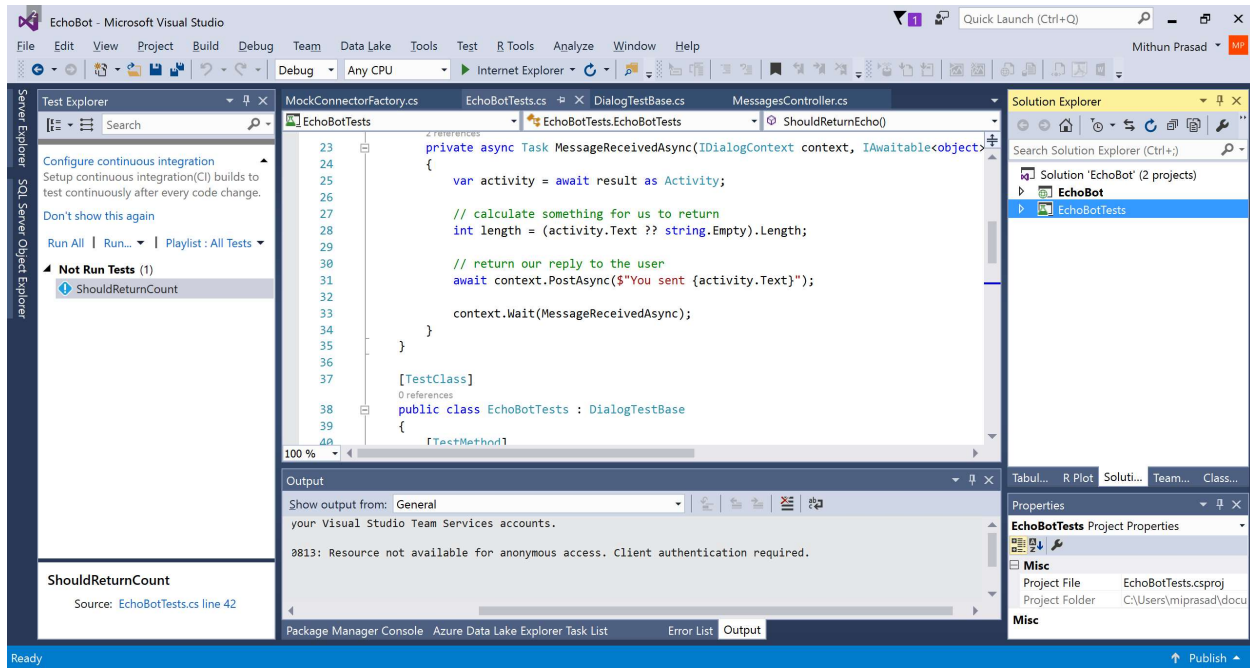 EchoBot - Microsoft Visual Studio
1
Quick Launch (Ctrl+Q)
File Edit View Project Build Debug Team Data Lake Tools Test R Tools Analyze Window Help
Mithun Prasad
MP
Debug Any CPU Internet Explorer
Server Explorer
SQL Server Object Explorer
Test Explorer
Search
Configure continuous integration
Setup continuous integration(CI) builds to
test continuously after every code change.
Don't show this again
Run All | Run... | Playlist : All Tests
Not Run Tests (1)
ShouldReturnCount
ShouldReturnCount
Source: EchoBotTests.cs line 42
MockConnectorFactory.cs EchoBotTests.cs DialogTestBase.cs MessagesController.cs
EchoBotTests EchoBotTests.EchoBotTests ShouldReturnEcho()
2 references
23 private async Task MessageReceivedAsync(IDialogContext context, IAwaitable<object>
24 {
25 var activity = await result as Activity;
26
27 // calculate something for us to return
28 int length = (activity.Text ?? string.Empty).Length;
29
30 // return our reply to the user
31 await context.PostAsync($"You sent {activity.Text}");
32
33 context.Wait(MessageReceivedAsync);
34 }
35 }
36
37 [TestClass]
0 references
38 public class EchoBotTests : DialogTestBase
39 {
40 [TestMethod]
100 %
Output
Show output from: General
your Visual Studio Team Services accounts.
0813: Resource not available for anonymous access. Client authentication required.
Package Manager Console Azure Data Lake Explorer Task List Error List Output
Solution Explorer
Search Solution Explorer (Ctrl+;)
Solution 'EchoBot' (2 projects)
EchoBot
EchoBotTests
Tabul... R Plot Soluti... Team... Class...
Properties
EchoBotTests Project Properties
Misc
Project File EchoBotTests.csproj
Project Folder C:\Users\miprasad\docu
Misc
Ready
Publish